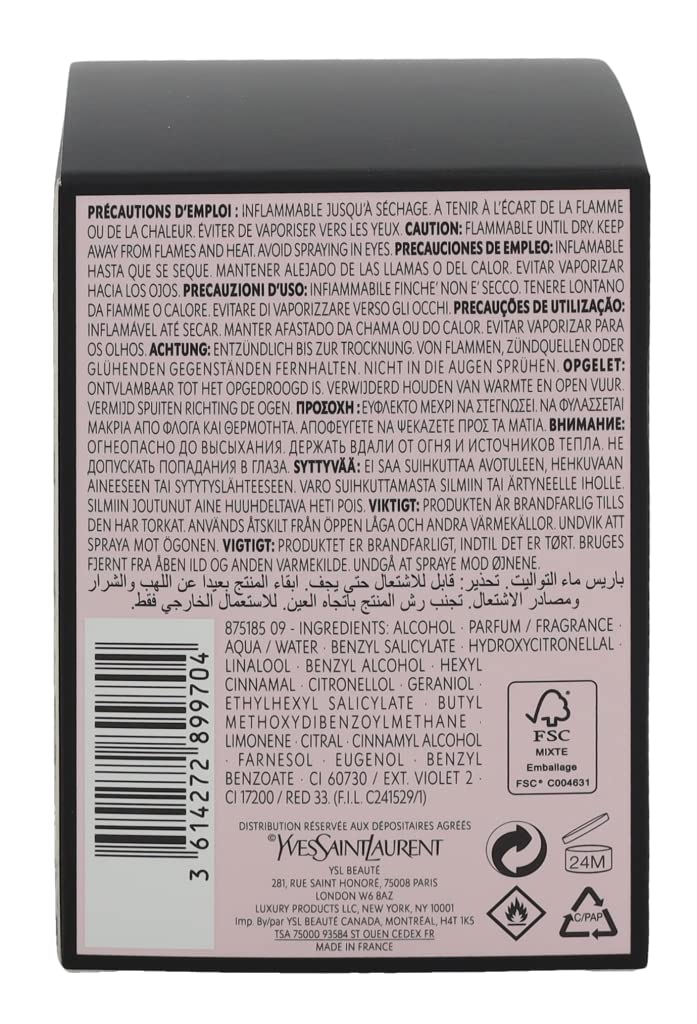 PRÉCAUTIONS D'EMPLOI : INFLAMMABLE JUSQU'À SÉCHAGE. À TENIR À L'ÉCART DE LA FLAMME
OU DE LA CHALEUR. ÉVITER DE VAPORISER VERS LES YEUX. CAUTION: FLAMMABLE UNTIL DRY. KEEP
AWAY FROM FLAMES AND HEAT. AVOID SPRAYING IN EYES. PRECAUCIONES DE EMPLEO: INFLAMABLE
HASTA QUE SE SEQUE. MANTENER ALEJADO DE LAS LLAMAS O DEL CALOR. EVITAR VAPORIZAR
HACIA LOS OJOS. PRECAUZIONI D'USO: INFIAMMABILE FINCHE' NON E' SECCO. TENERE LONTANO
DA FIAMME O CALORE. EVITARE DI VAPORIZZARE VERSO GLI OCCHI. PRECAUÇÕES DE UTILIZAÇÃO:
INFLAMÁVEL ATÉ SECAR. MANTER AFASTADO DA CHAMA OU DO CALOR. EVITAR VAPORIZAR PARA
OS OLHOS. ACHTUNG: ENTZÜNDLICH BIS ZUR TROCKNUNG. VON FLAMMEN, ZÜNDQUELLEN ODER
GLÜHENDEN GEGENSTÄNDEN FERNHALTEN. NICHT IN DIE AUGEN SPRÜHEN. OPGELET:
ONTVLAMBAAR TOT HET OPGEDROOGD IS. VERWIJDERD HOUDEN VAN WARMTE EN OPEN VUUR.
VERMIJD SPUITEN RICHTING DE OGEN. ΠΡΟΣΟΧΗ : ΕΥΦΛΕΚΤΟ ΜΕΧΡΙ ΝΑ ΣΤΕΓΝΩΣΕΙ. ΝΑ ΦΥΛΑΣΣΕΤΑΙ
ΜΑΚΡΙΑ ΑΠΟ ΦΛΟΓΑ ΚΑΙ ΘΕΡΜΟΤΗΤΑ. ΑΠΟΦΕΥΓΕΤΕ ΝΑ ΨΕΚΑΖΕΤΕ ΠΡΟΣ ΤΑ ΜΑΤΙΑ. ВНИМАНИЕ:
ОГНЕОПАСНО ДО ВЫСЫХАНИЯ. ДЕРЖАТЬ ВДАЛИ ОТ ОГНЯ И ИСТОЧНИКОВ ТЕПЛА. НЕ
ДОПУСКАТЬ ПОПАДАНИЯ В ГЛАЗА. SYTTYVÄÄ: EI SAA SUIHKUTTAA AVOTULEEN, HEHKUVAAN
AINEESEEN TAI SYTYTYSLÄHTEESEEN. VARO SUIHKUTTAMASTA SILMIIN TAI ÄRTYNEELLE IHOLLE.
SILMIIN JOUTUNUT AINE HUUHDELTAVA HETI POIS. VIKTIGT: PRODUKTEN ÄR BRANDFARLIG TILLS
DEN HAR TORKAT. ANVÄNDS ÅTSKILT FRÅN ÖPPEN LÅGA OCH ANDRA VÄRMEKÄLLOR. UNDVIK ATT
SPRAYA MOT ÖGONEN. VIGTIGT: PRODUKTET ER BRANDFARLIGT, INDTIL DET ER TØRT. BRUGES
FJERNT FRA ÅBEN ILD OG ANDEN VARMEKILDE. UNDGÅ AT SPRAYE MOD ØJNENE.
باريس ماء التواليت. تحذير: قابل للاشتعال حتى يجف. ابقاء المنتج بعيدا عن اللهب والشرار
ومصادر الاشتعال. تجنب رش المنتج باتجاه العين. للاستعمال الخارجي فقط.
875185 09 - INGREDIENTS: ALCOHOL · PARFUM / FRAGRANCE ·
AQUA / WATER · BENZYL SALICYLATE · HYDROXYCITRONELLAL ·
LINALOOL · BENZYL ALCOHOL · HEXYL
CINNAMAL · CITRONELLOL · GERANIOL ·
ETHYLHEXYL SALICYLATE · BUTYL
METHOXYDIBENZOYLMETHANE ·
LIMONENE · CITRAL · CINNAMYL ALCOHOL
· FARNESOL · EUGENOL · BENZYL
BENZOATE · CI 60730 / EXT. VIOLET 2 ·
CI 17200 / RED 33. (F.I.L. C241529/1)
3 614272 899704
FSC
MIXTE
Emballage
FSC® C004631
DISTRIBUTION RÉSERVÉE AUX DÉPOSITAIRES AGRÉÉS
©YVESSAINTLAURENT
YSL BEAUTÉ
281, RUE SAINT HONORÉ, 75008 PARIS
LONDON W6 8AZ
LUXURY PRODUCTS LLC, NEW YORK, NY 10001
Imp. By/par YSL BEAUTÉ CANADA, MONTRÉAL, H4T 1K5
TSA 75000 93584 ST OUEN CEDEX FR
MADE IN FRANCE
24M
C/PAP